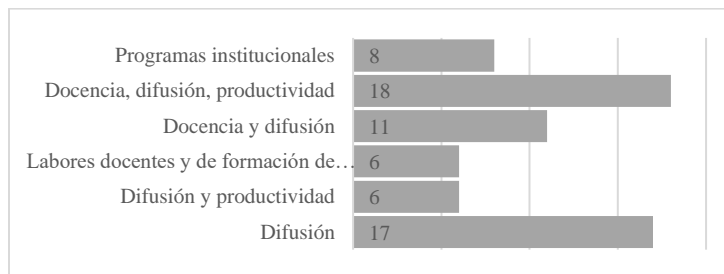 Programas institucionales 8
Docencia, difusión, productividad 18
Docencia y difusión 11
Labores docentes y de formación de… 6
Difusión y productividad 6
Difusión 17